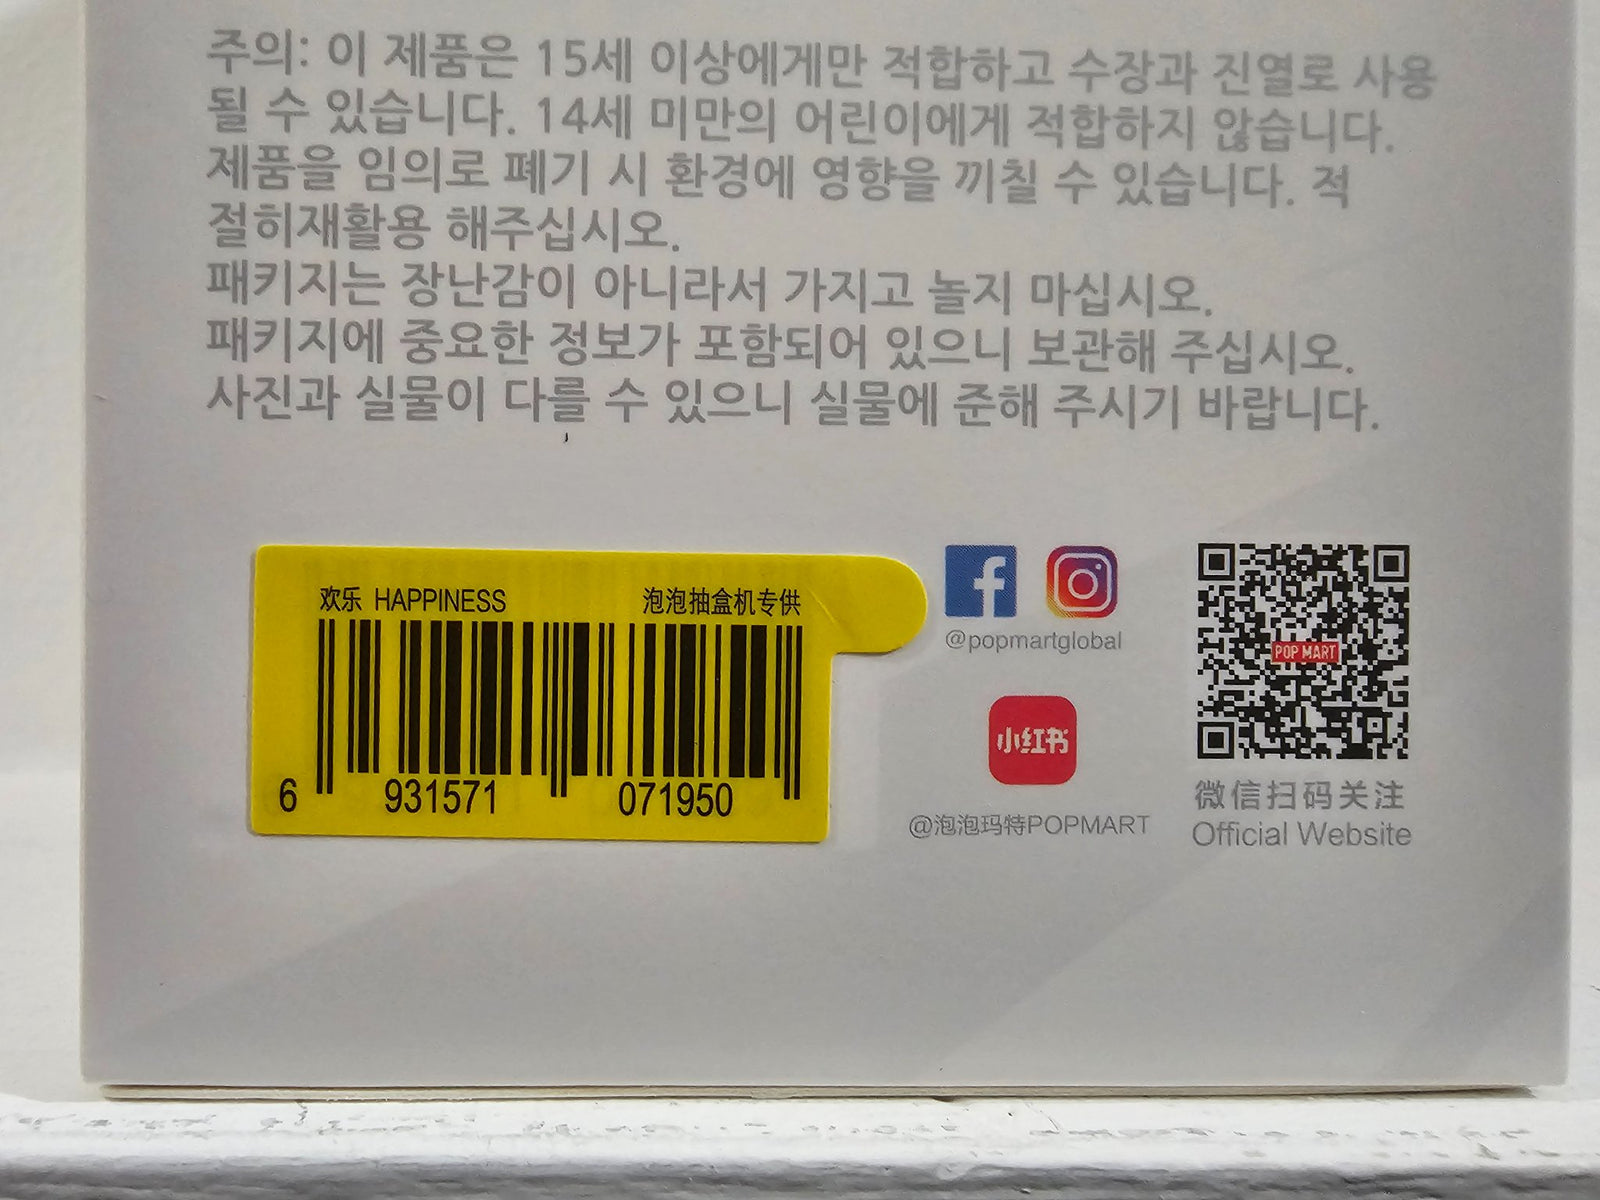 주의: 이 제품은 15세 이상에게만 적합하고 수장과 진열로 사용
될 수 있습니다. 14세 미만의 어린이에게 적합하지 않습니다.
제품을 임의로 폐기 시 환경에 영향을 끼칠 수 있습니다. 적
절히재활용 해주십시오.
패키지는 장난감이 아니라서 가지고 놀지 마십시오.
패키지에 중요한 정보가 포함되어 있으니 보관해 주십시오.
사진과 실물이 다를 수 있으니 실물에 준해 주시기 바랍니다.
欢乐 HAPPINESS 泡泡抽盒机专供
6 931571 071950
@popmartglobal
小红书
@泡泡玛特POPMART
POP MART
微信扫码关注
Official Website